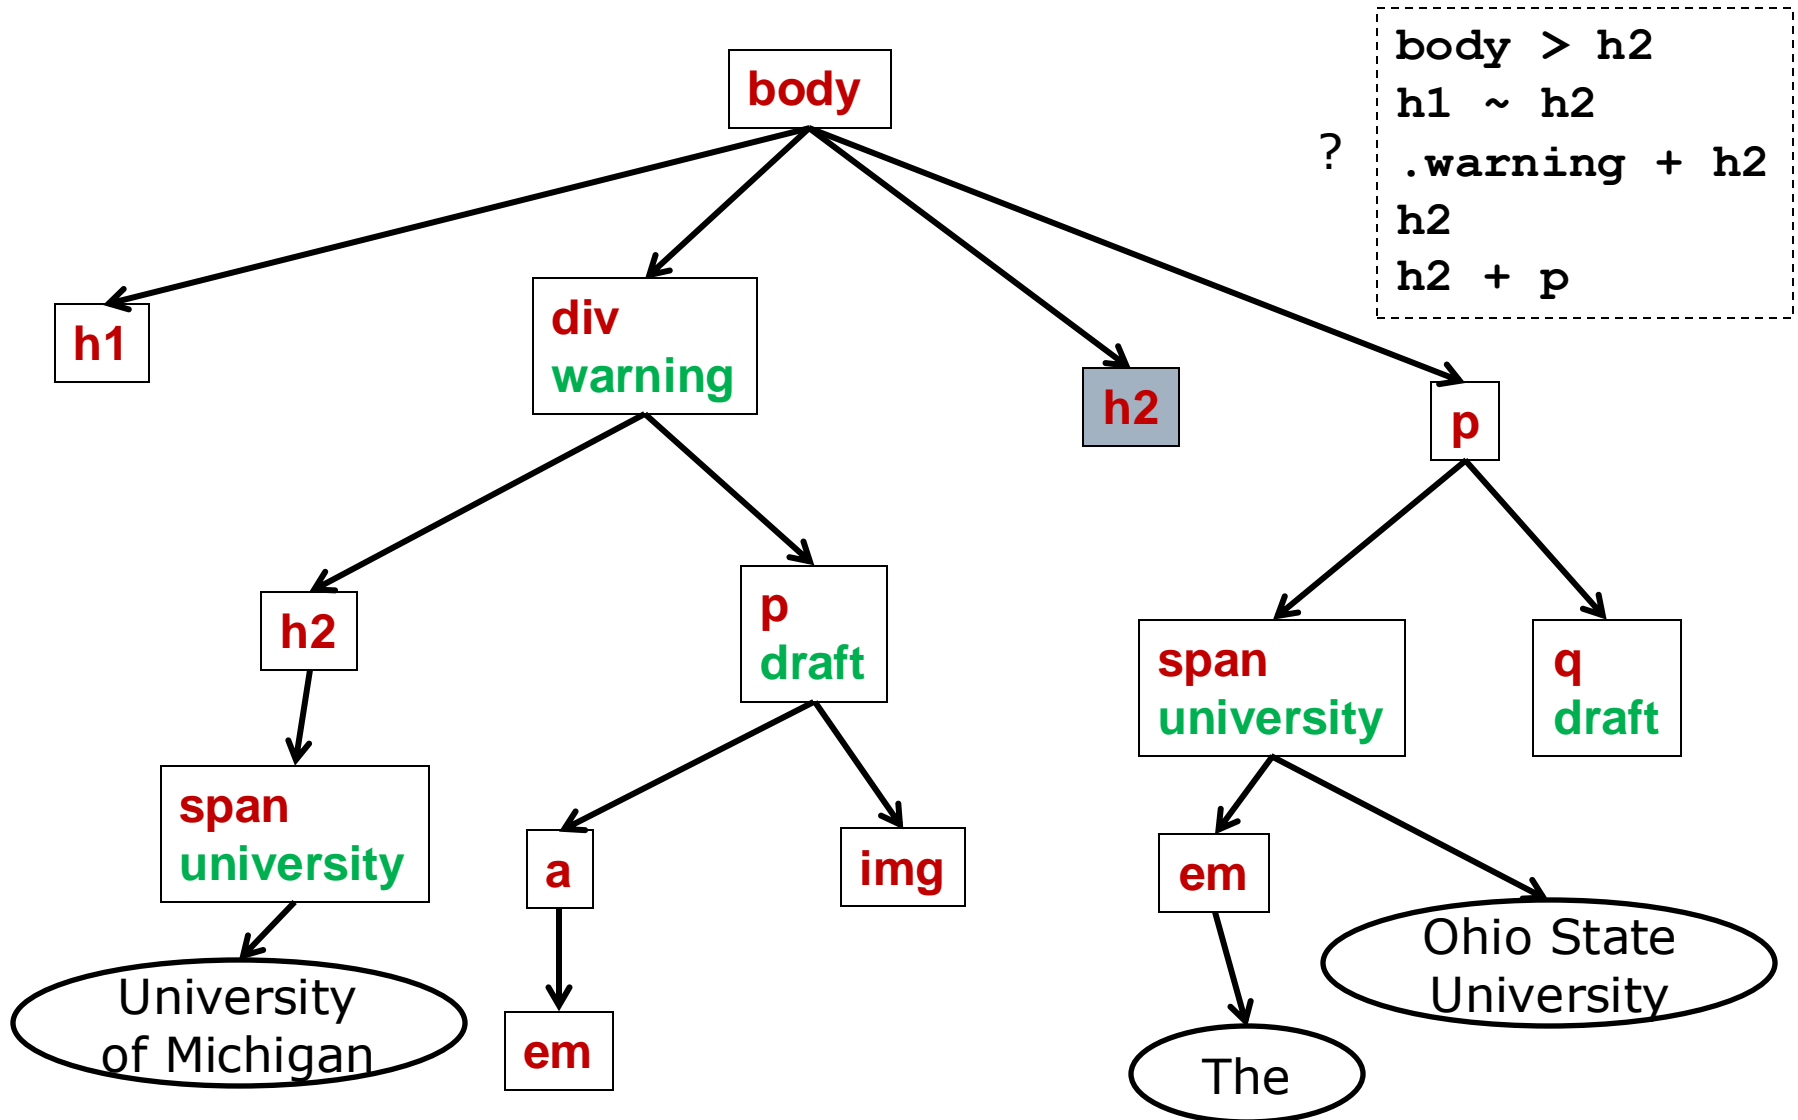 body
body > h2
h1 ~ h2
?
.warning + h2
h2
h2 + p
h1
div
warning
h2
p
h2
p
draft
span
university
q
draft
span
university
a
img
em
University
of Michigan
em
Ohio State
University
The